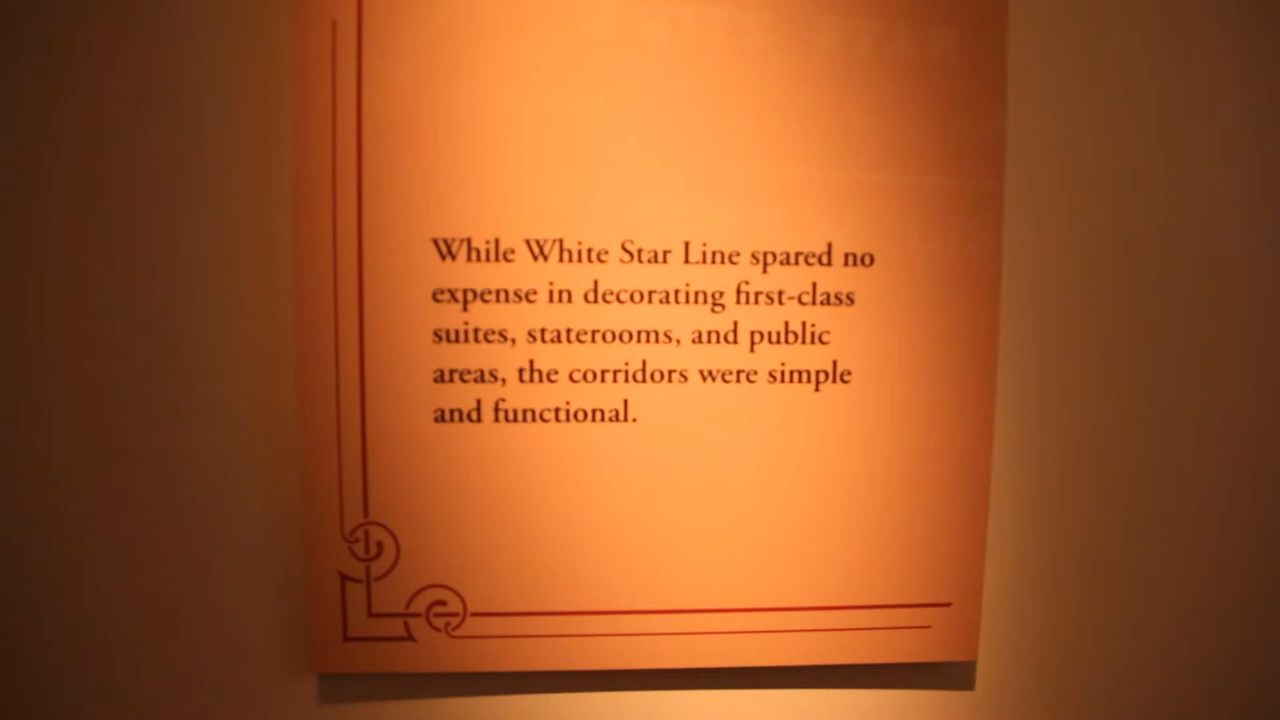 While White Star Line spared no
expense in decorating first-class
suites, staterooms, and public
areas, the corridors were simple
and functional.